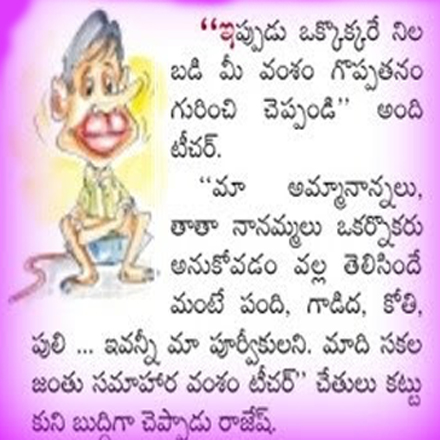 “ఇప్పుడు ఒక్కొక్కరే నిల
బడి మీ వంశం గొప్పతనం
గురించి చెప్పండి” అంది
టీచర్.
“మా అమ్మానాన్నలు,
తాతా నానమ్మలు ఒకర్నొకరు
అనుకోవడం వల్ల తెలిసిందే
మంటే పంది, గాడిద, కోతి,
పులి ... ఇవన్నీ మా పూర్వీకులని. మాది సకల
జంతు సమాహార వంశం టీచర్” చేతులు కట్టు
కుని బుద్ధిగా చెప్పాడు రాజేష్.